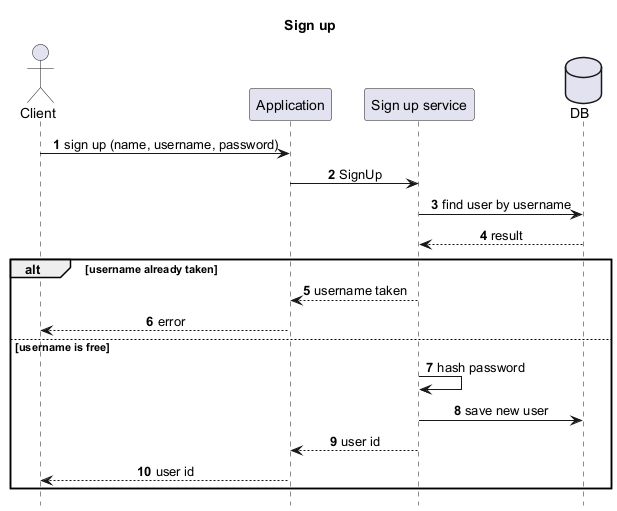 Sign up
Client
Application
Sign up service
DB
1 sign up (name, username, password)
2 SignUp
3 find user by username
4 result
alt [username already taken]
5 username taken
6 error
[username is free]
7 hash password
8 save new user
9 user id
10 user id